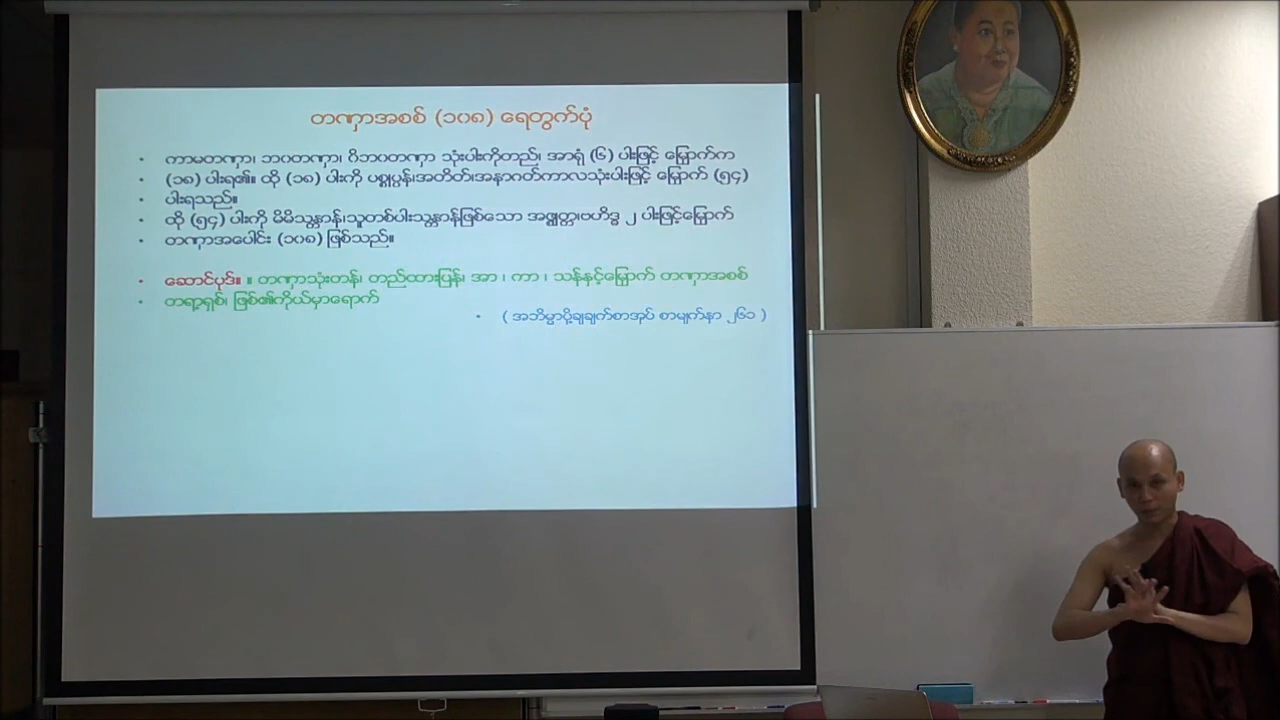 တဏှာအစစ် (၁၀၈) ရေတွက်ပုံ
• ကာမတဏှာ၊ ဘဝတဏှာ၊ ဝိဘဝတဏှာ သုံးပါးကိုတည်၊ အာရုံ (၆) ပါးဖြင့် မြှောက်က
• (၁၈) ပါးရ၏။ ထို (၁၈) ပါးကို ပစ္စုပ္ပန်၊အတိတ်၊အနာဂတ်ကာလသုံးပါးဖြင့် မြှောက် (၅၄)
• ပါးရသည်။
• ထို (၅၄) ပါးကို မိမိသန္တာန်၊သူတစ်ပါးသန္တာန်ဖြစ်သော အဇ္ဈတ္တ၊ဗဟိဒ္ဓ ၂ ပါးဖြင့်မြှောက်
• တဏှာအပေါင်း (၁၀၈) ဖြစ်သည်။
• ဆောင်ပုဒ်။ ။ တဏှာသုံးတန်၊ တည်ထားပြန်၊ အာ ၊ ကာ ၊ သန်နှင့်မြှောက် တဏှာအစစ်
• တရာ့ရှစ်၊ ဖြစ်၏ကိုယ်မှာရောက်
• ( အဘိဓမ္မာပို့ချချက်စာအုပ် စာမျက်နှာ ၂၆၁ )